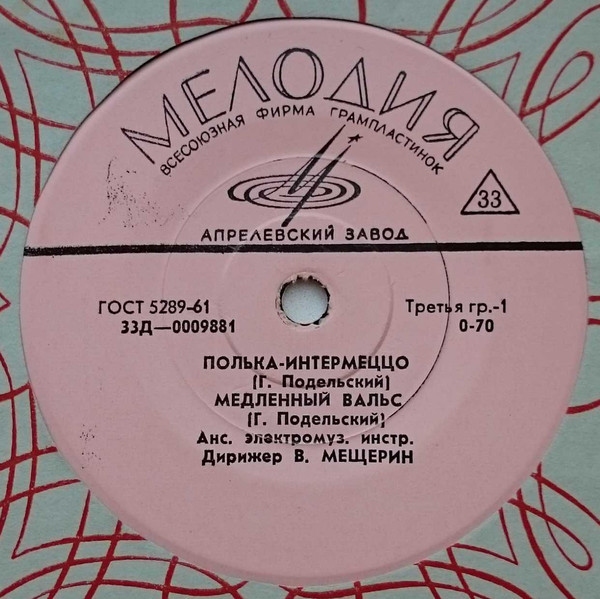 МЕЛОДИЯ
ВСЕСОЮЗНАЯ ФИРМА ГРАМПЛАСТИНОК
33
АПРЕЛЕВСКИЙ ЗАВОД
ГОСТ 5289-61 Третья гр.-1
33Д—0009881 0-70
ПОЛЬКА-ИНТЕРМЕЦЦО
(Г. Подельский)
МЕДЛЕННЫЙ ВАЛЬС
(Г. Подельский)
Анс. электромуз. инстр.
Дирижер В. МЕЩЕРИН